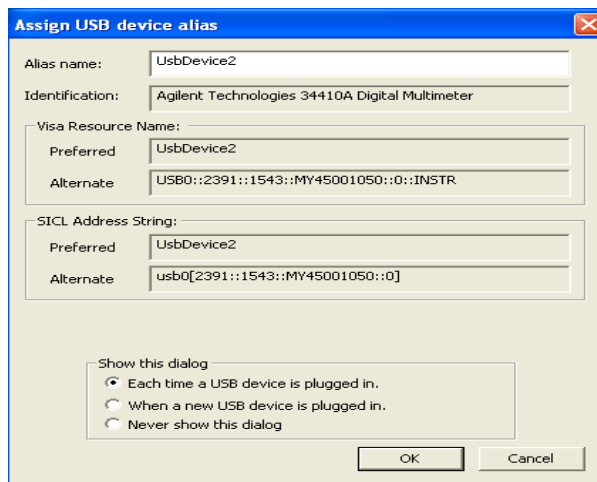 Assign USB device alias
Alias name: UsbDevice2
Identification: Agilent Technologies 34410A Digital Multimeter
Visa Resource Name:
Preferred UsbDevice2
Alternate USB0::2391::1543::MY45001050::0::INSTR
SICL Address String:
Preferred UsbDevice2
Alternate usb0[2391::1543::MY45001050::0]
Show this dialog
Each time a USB device is plugged in.
When a new USB device is plugged in.
Never show this dialog
OK Cancel